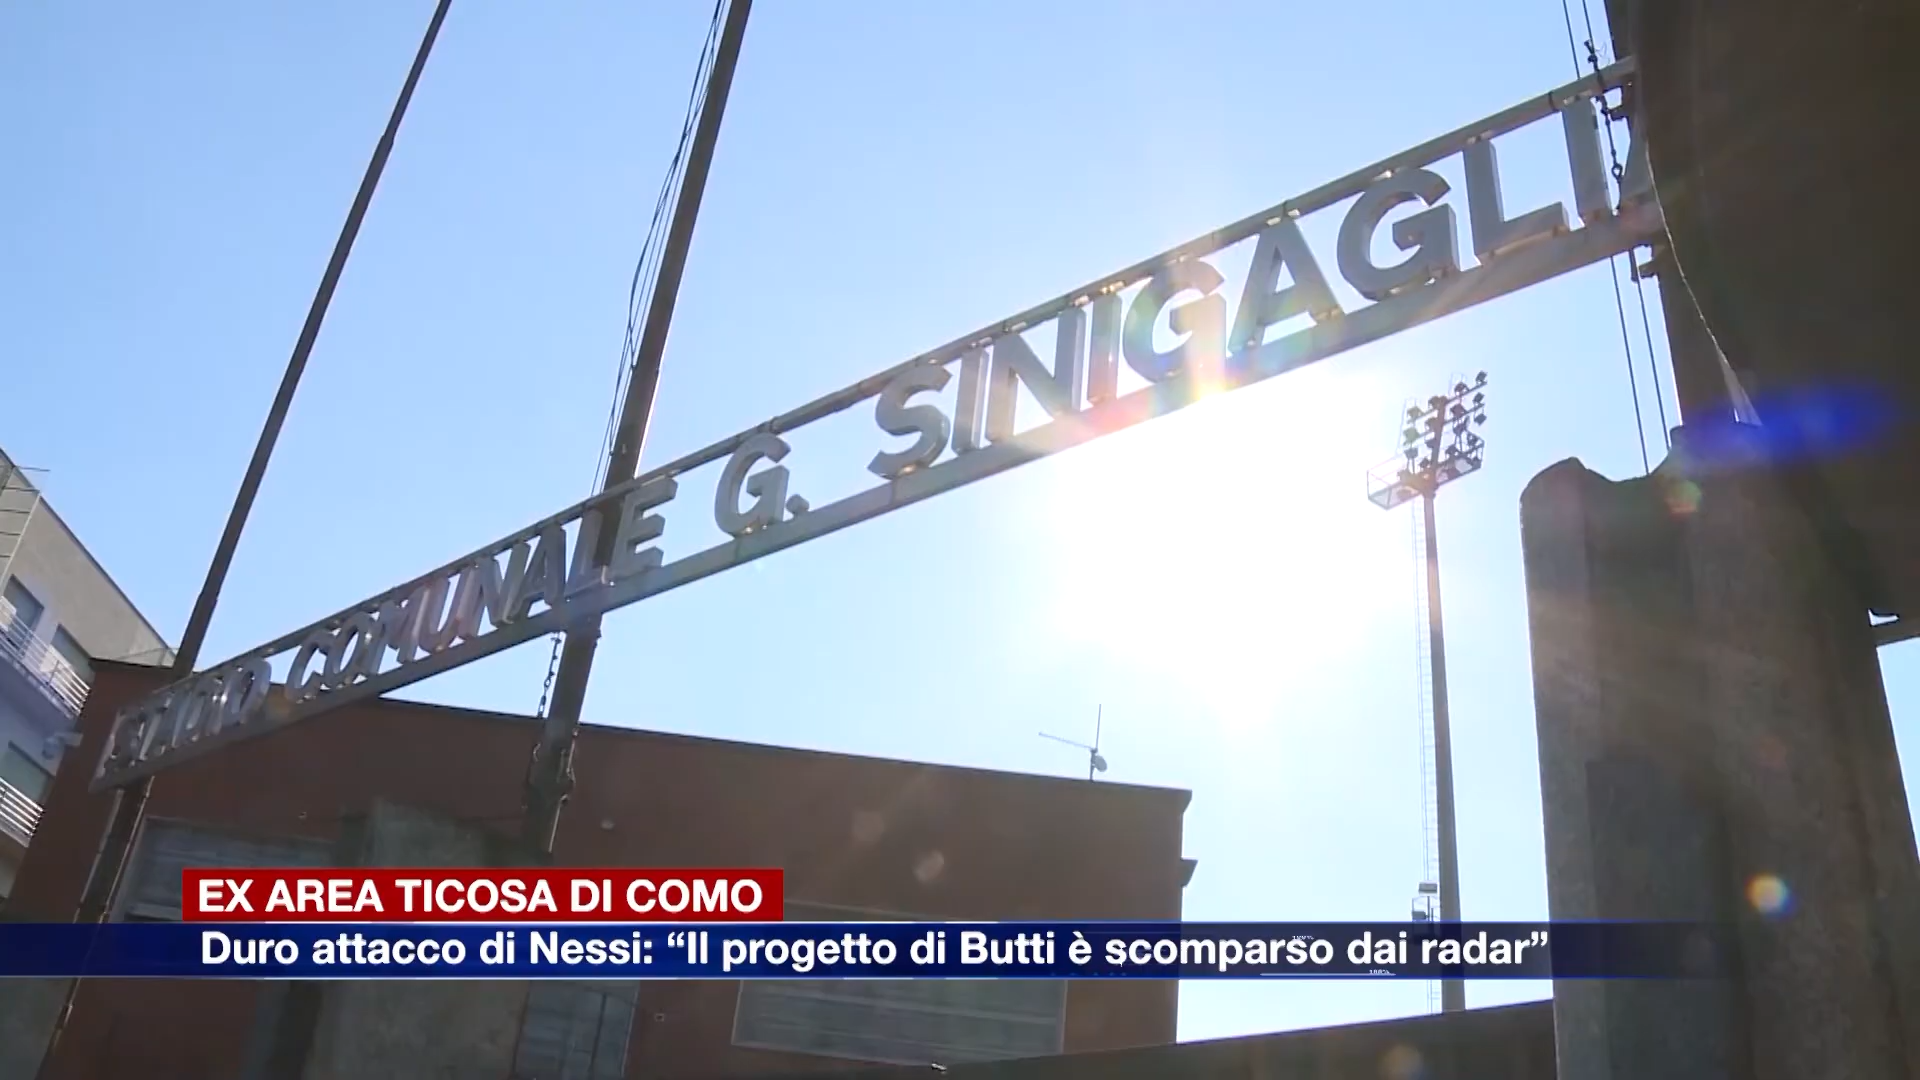 STADIO COMUNALE G. SINIGAGLIA
EX AREA TICOSA DI COMO
Duro attacco di Nessi: “Il progetto di Butti è scomparso dai radar”